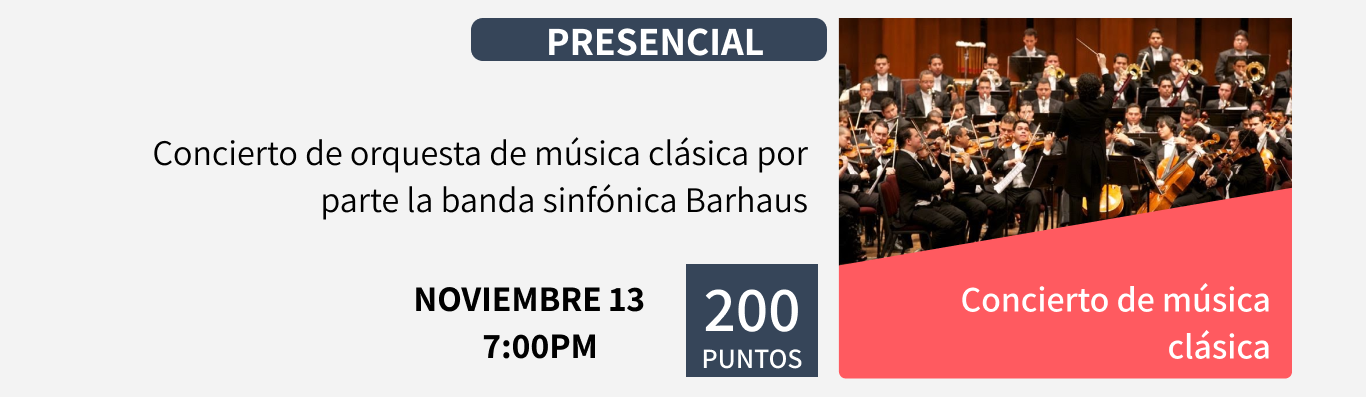 PRESENCIAL
Concierto de orquesta de música clásica por
parte la banda sinfónica Barhaus
NOVIEMBRE 13
7:00PM
200
PUNTOS
Concierto de música
clásica